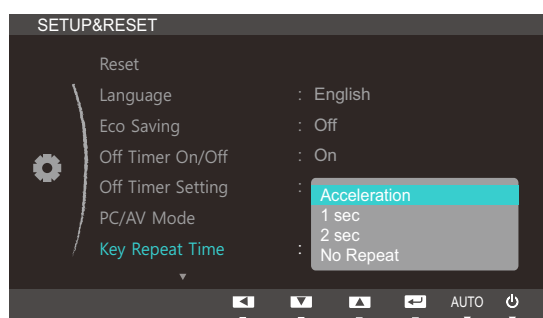 SETUP&RESET
Reset
Language : English
Eco Saving : Off
Off Timer On/Off : On
Off Timer Setting :
PC/AV Mode
Key Repeat Time :
Acceleration
1 sec
2 sec
No Repeat
AUTO